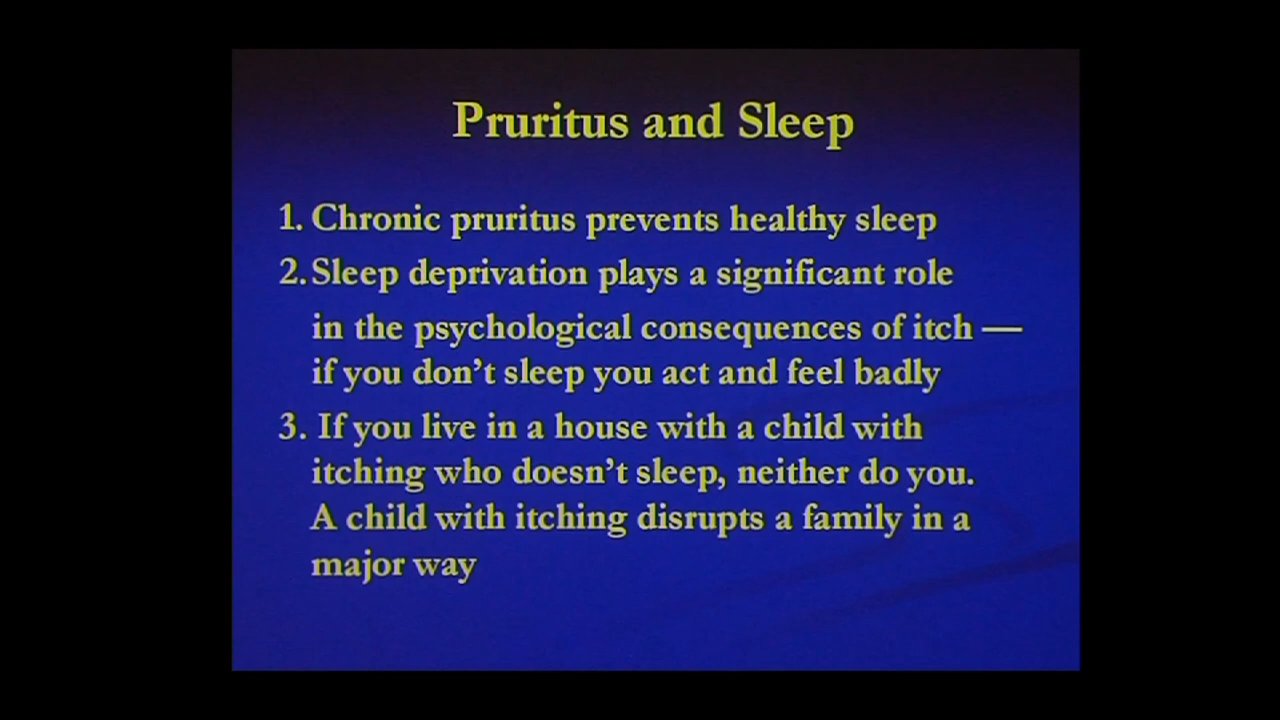 Pruritus and Sleep
1. Chronic pruritus prevents healthy sleep
2. Sleep deprivation plays a significant role
in the psychological consequences of itch —
if you don’t sleep you act and feel badly
3. If you live in a house with a child with
itching who doesn’t sleep, neither do you.
A child with itching disrupts a family in a
major way